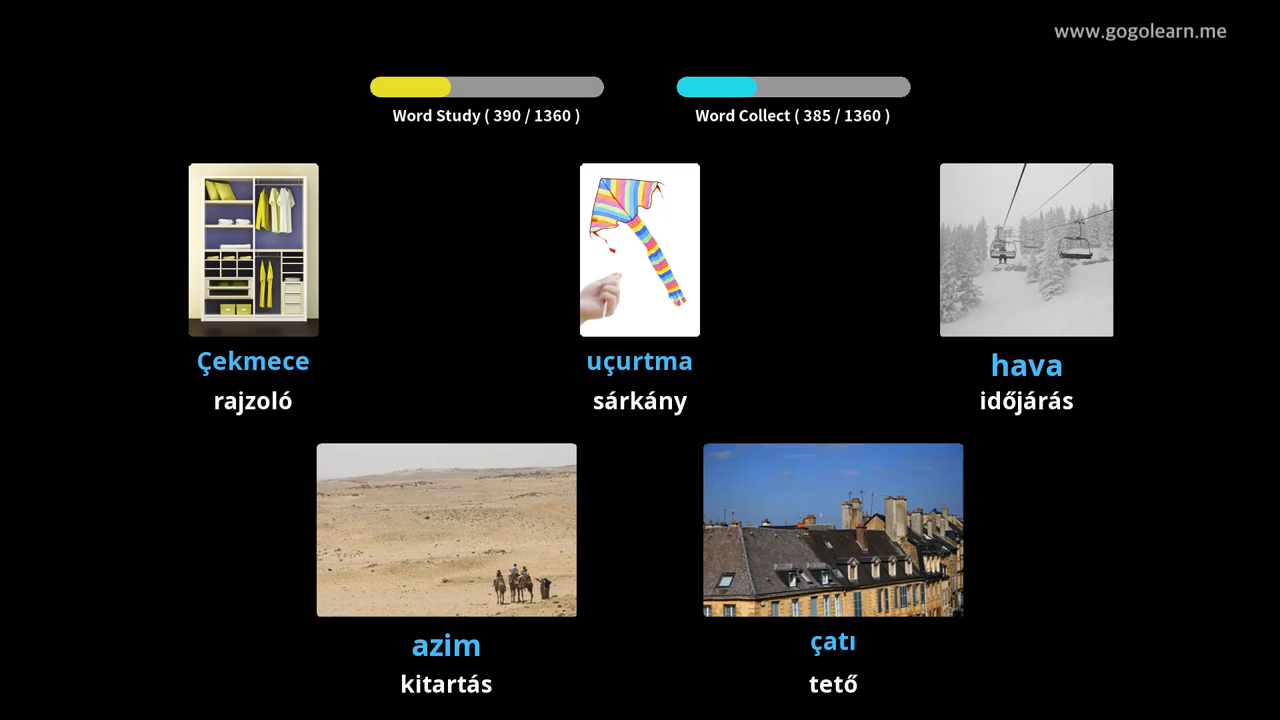 www.gogolearn.me
Word Study ( 390 / 1360 )
Word Collect ( 385 / 1360 )
Çekmece
rajzoló
uçurtma
sárkány
hava
időjárás
azim
kitartás
çatı
tető